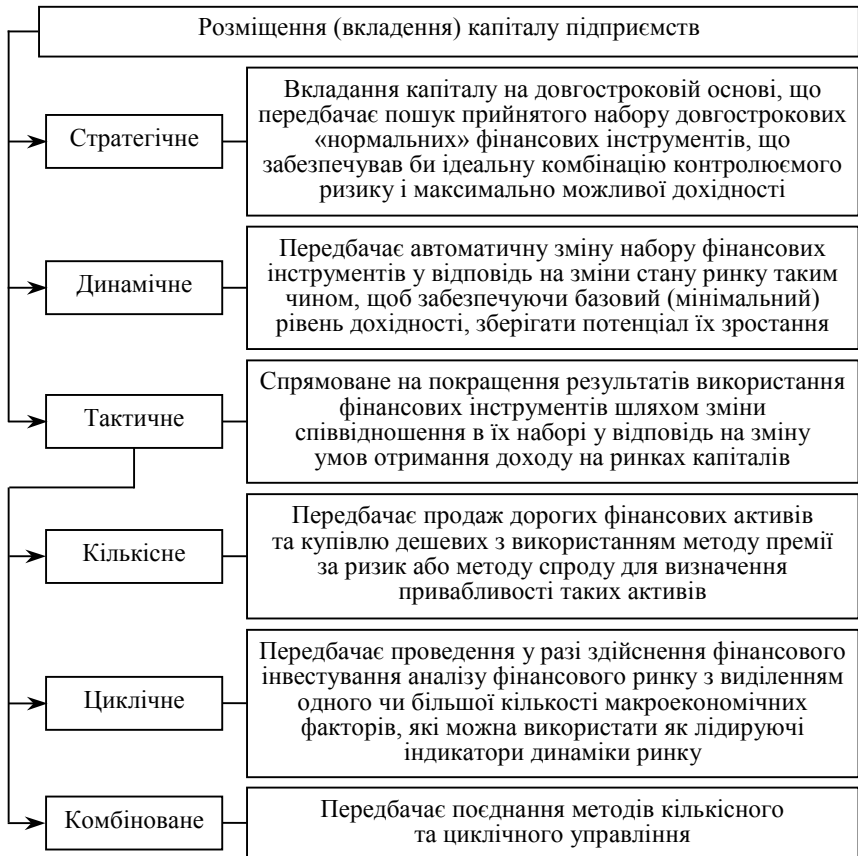 Розміщення (вкладення) капіталу підприємств
Стратегічне
Вкладання капіталу на довгостроковій основі, що
передбачає пошук прийнятого набору довгострокових
«нормальних» фінансових інструментів, що
забезпечував би ідеальну комбінацію контролюємого
ризику і максимально можливої дохідності
Динамічне
Передбачає автоматичну зміну набору фінансових
інструментів у відповідь на зміни стану ринку таким
чином, щоб забезпечуючи базовий (мінімальний)
рівень дохідності, зберігати потенціал їх зростання
Тактичне
Спрямоване на покращення результатів використання
фінансових інструментів шляхом зміни
співвідношення в їх наборі у відповідь на зміну
умов отримання доходу на ринках капіталів
Кількісне
Передбачає продаж дорогих фінансових активів
та купівлю дешевих з використанням методу премії
за ризик або методу спроду для визначення
привабливості таких активів
Циклічне
Передбачає проведення у разі здійснення фінансового
інвестування аналізу фінансового ринку з виділенням
одного чи більшої кількості макроекономічних
факторів, які можна використати як лідируючі
індикатори динаміки ринку
Комбіноване
Передбачає поєднання методів кількісного
та циклічного управління